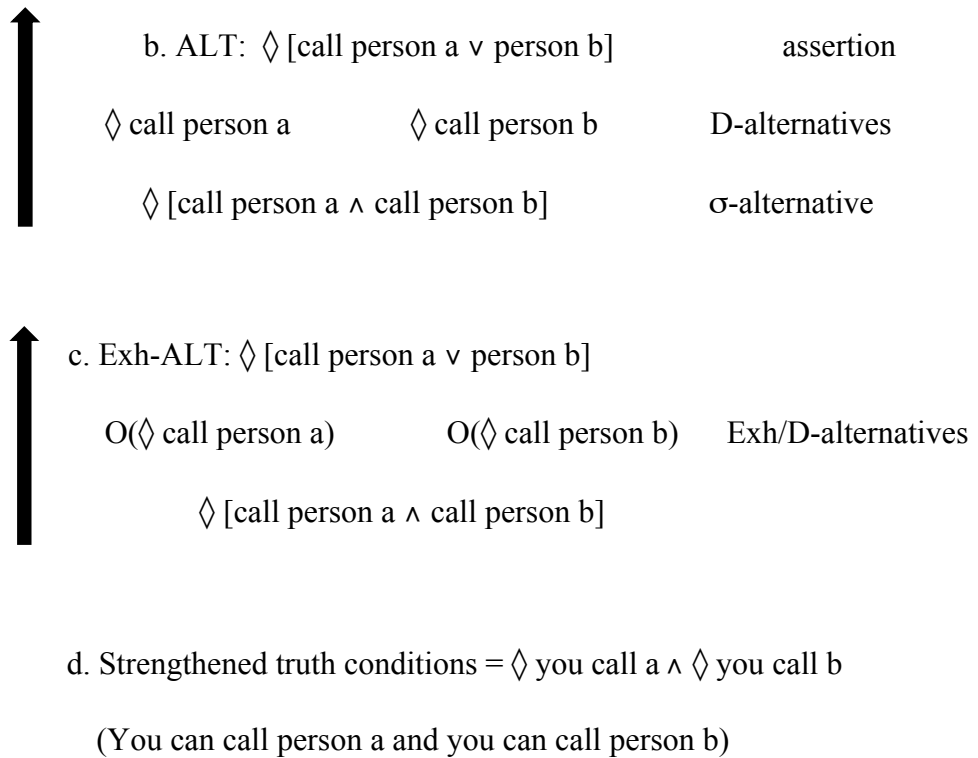 b. ALT: ◊ [call person a ∨ person b] assertion
◊ call person a ◊ call person b D-alternatives
◊ [call person a ∧ call person b] σ-alternative
c. Exh-ALT: ◊ [call person a ∨ person b]
O(◊ call person a) O(◊ call person b) Exh/D-alternatives
◊ [call person a ∧ call person b]
d. Strengthened truth conditions = ◊ you call a ∧ ◊ you call b
(You can call person a and you can call person b)